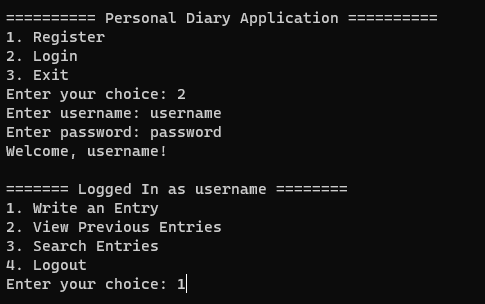 ========== Personal Diary Application ==========
1. Register
2. Login
3. Exit
Enter your choice: 2
Enter username: username
Enter password: password
Welcome, username!
======= Logged In as username ========
1. Write an Entry
2. View Previous Entries
3. Search Entries
4. Logout
Enter your choice: 1